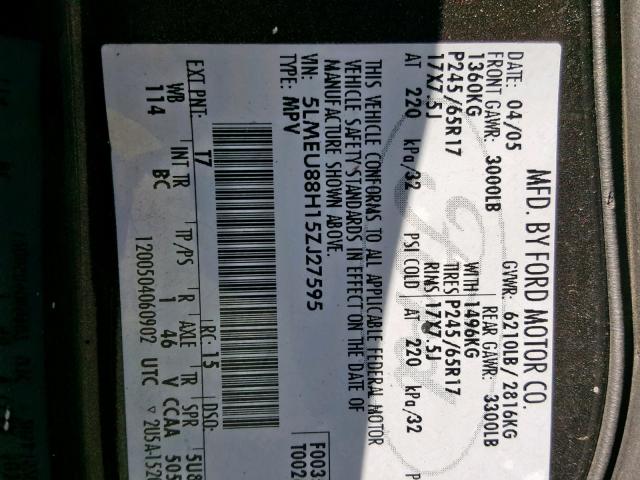 MFD. BY FORD MOTOR CO.
DATE: 04/05 GVWR: 6210LB/ 2816KG
FRONT GAWR: 3000LB REAR GAWR: 3300LB
1360KG WITH 1496KG
P245/65R17 TIRES P245/65R17
17X7.5J RIMS 17X7.5J
AT 220 kPa/32 PSI COLD AT 220 kPa/32 P
THIS VEHICLE CONFORMS TO ALL APPLICABLE FEDERAL MOTOR
VEHICLE SAFETY STANDARDS IN EFFECT ON THE DATE OF
MANUFACTURE SHOWN ABOVE.
VIN: 5LMEU88H15ZJ27595
TYPE: MPV
F003
T002
EXT PNT: T7 RC: 15 DSO:
WB INT TR TP/PS R AXLE TR SPR 5U8
114 BC 1 46 V CCAA 505
1200504060902 UTC ▽ 2U5A-1520